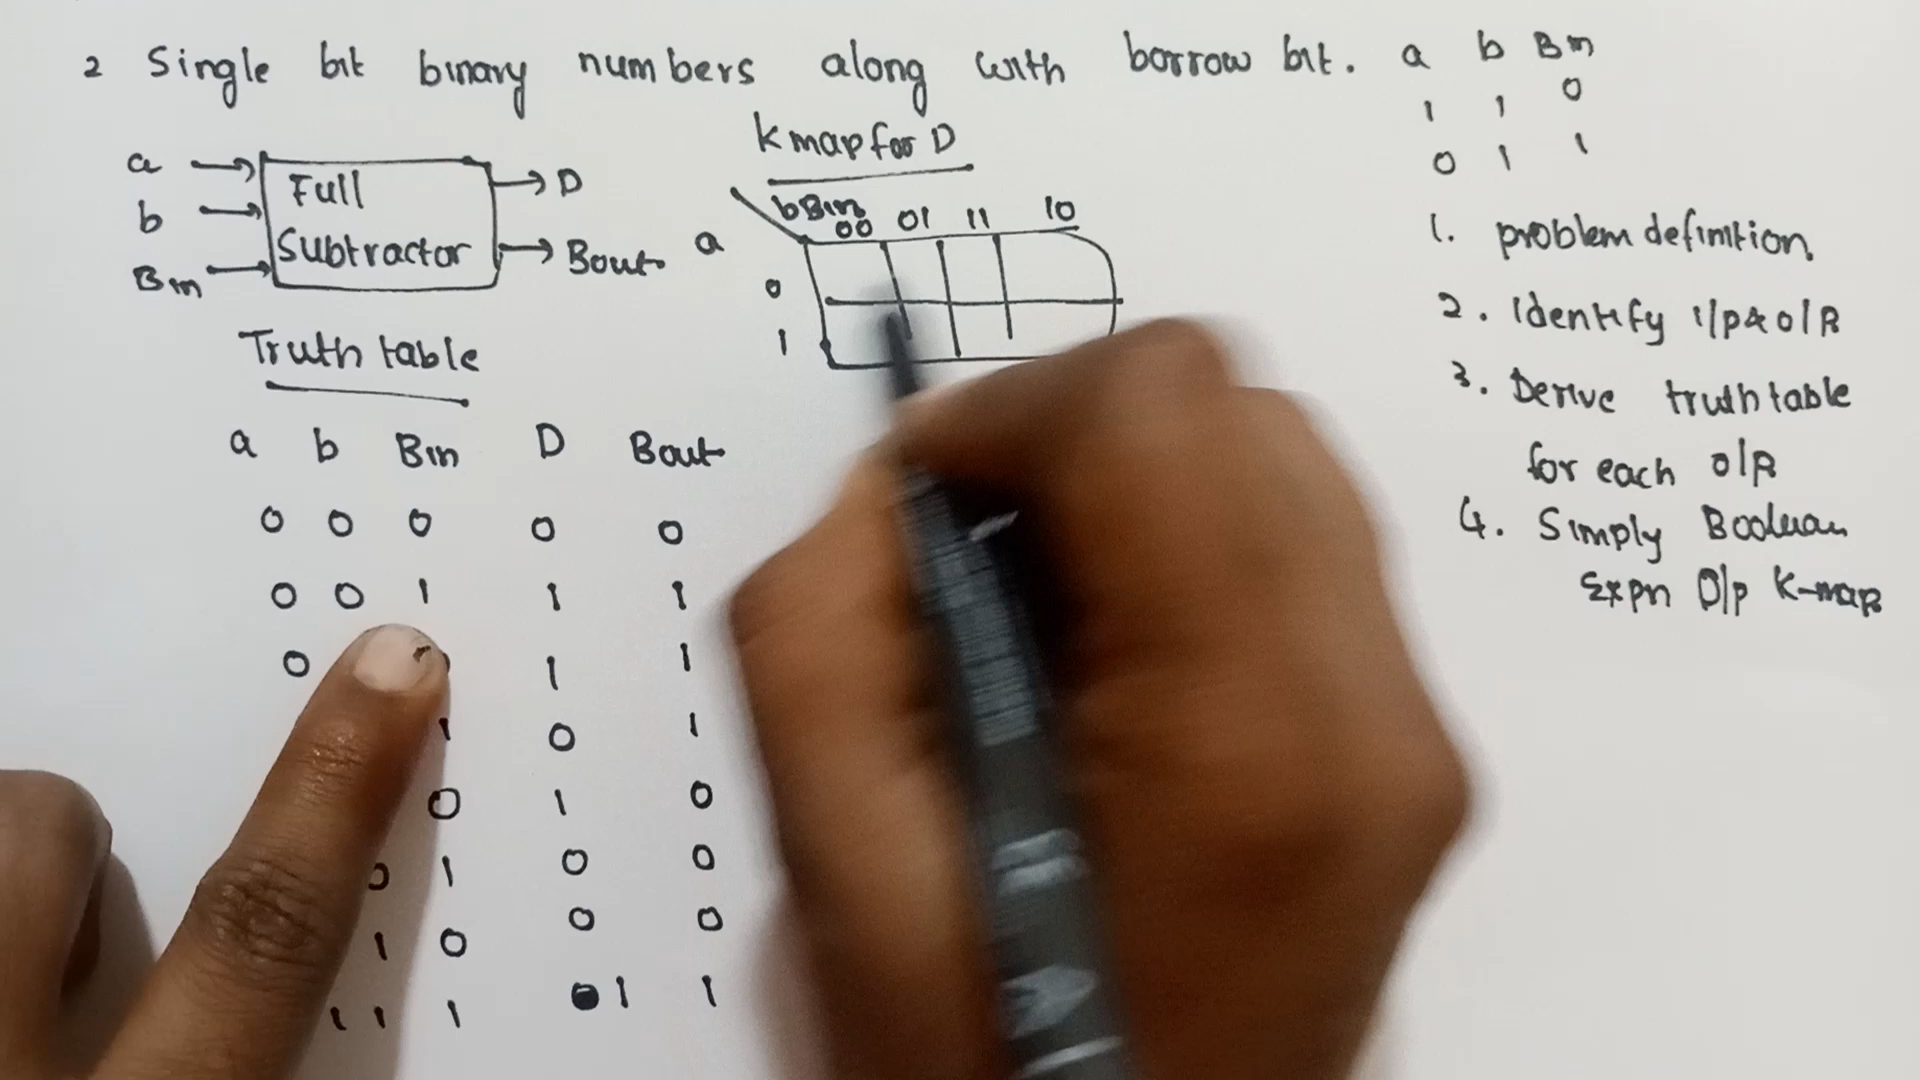 2 Single bit binary numbers along with borrow bit.
a b Bin
1 1 0
0 1 1
a
b
Bin
Full
Subtractor
D
Bout
K map for D
bBin
00 01 11 10
a
0
1
Truth table
a b Bin D Bout
0 0 0 0 0
0 0 1 1 1
0 1 1
1 0 1
0 1 0
0 1 0 0
1 0 0 0
1 1 1 1 1
1. problem definition.
2. Identify i/p & o/p
3. Derive truth table
for each o/p
4. Simply Boolean
Expn O/p K-map